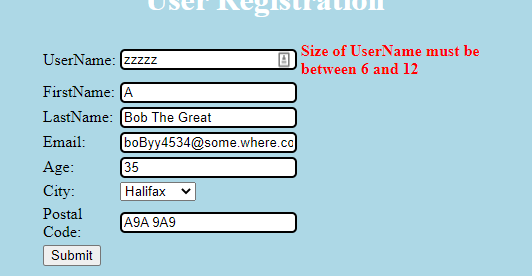 User Registration
UserName: zzzzz Size of UserName must be
between 6 and 12
FirstName: A
LastName: Bob The Great
Email: boByy4534@some.where.co
Age: 35
City: Halifax
Postal
Code: A9A 9A9
Submit